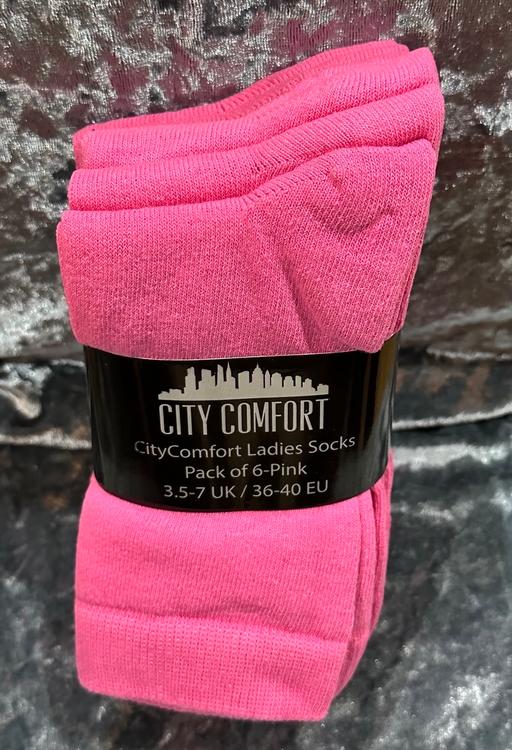 CITY COMFORT
CityComfort Ladies Socks
Pack of 6-Pink
3.5-7 UK / 36-40 EU